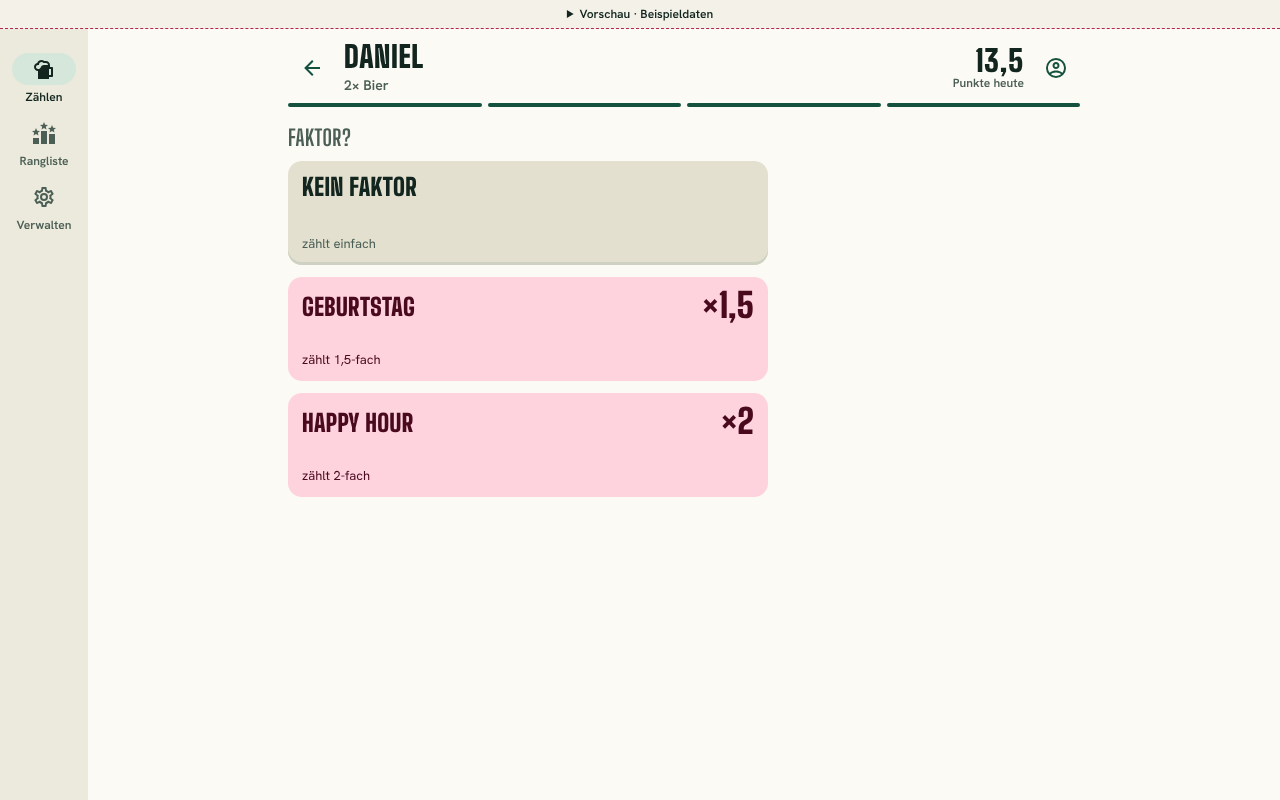 Vorschau · Beispieldaten
Zählen
Rangliste
Verwalten
DANIEL
2× Bier
13,5
Punkte heute
FAKTOR?
KEIN FAKTOR
zählt einfach
GEBURTSTAG
×1,5
zählt 1,5-fach
HAPPY HOUR
×2
zählt 2-fach